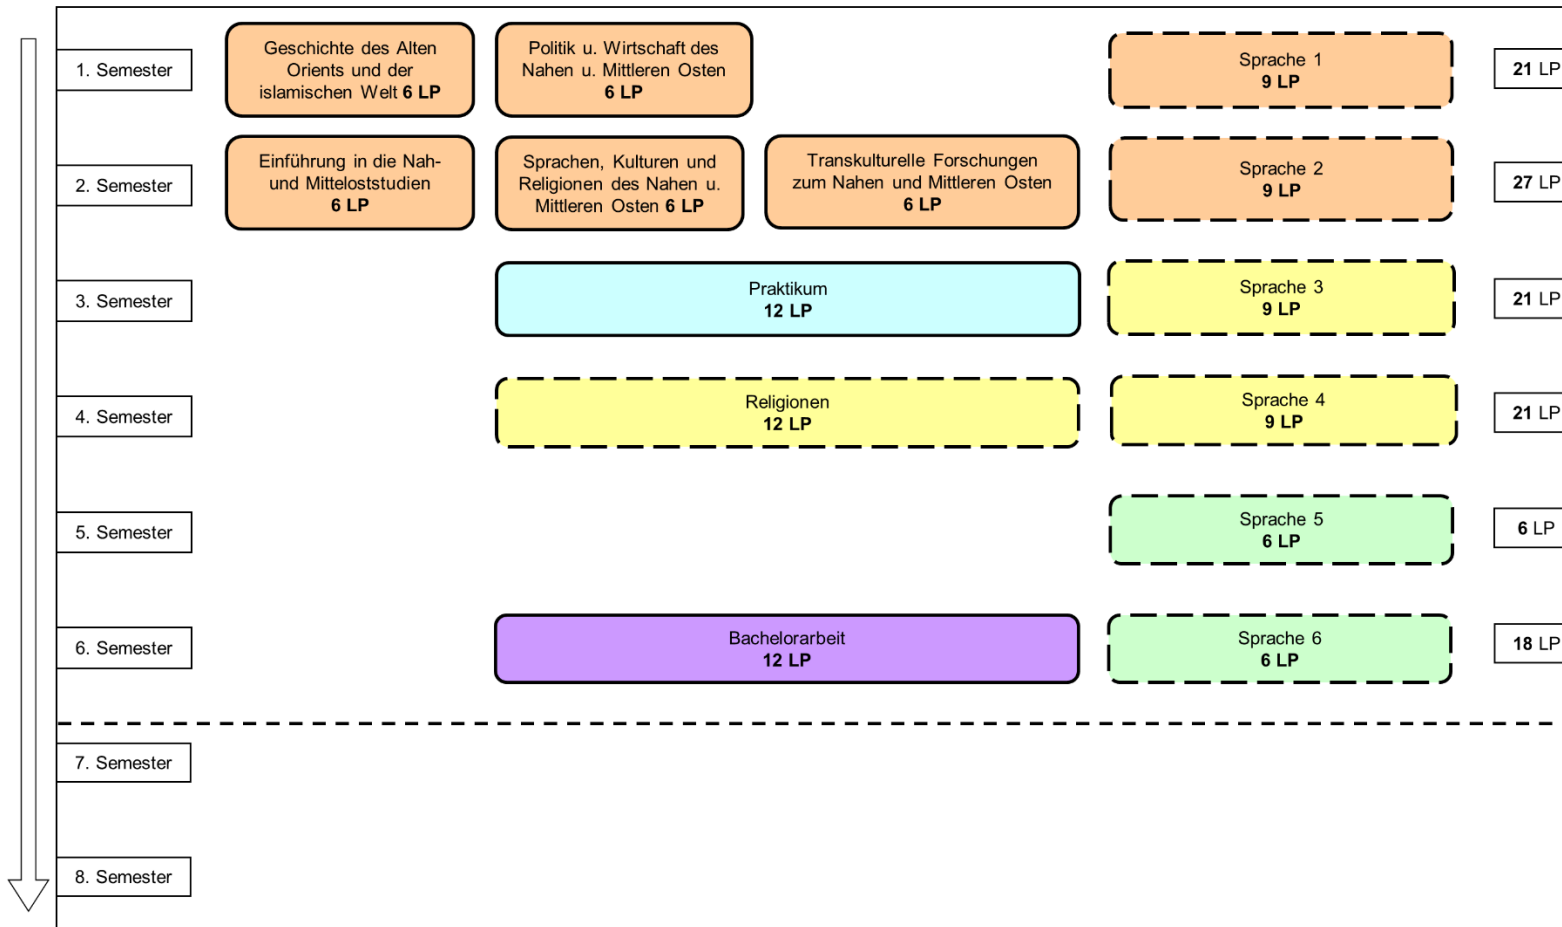 1. Semester
Geschichte des Alten
Orients und der
islamischen Welt 6 LP
Politik u. Wirtschaft des
Nahen u. Mittleren Osten
6 LP
Sprache 1
9 LP
21 LP
2. Semester
Einführung in die Nah-
und Mitteloststudien
6 LP
Sprachen, Kulturen und
Religionen des Nahen u.
Mittleren Osten 6 LP
Transkulturelle Forschungen
zum Nahen und Mittleren Osten
6 LP
Sprache 2
9 LP
27 LP
3. Semester
Praktikum
12 LP
Sprache 3
9 LP
21 LP
4. Semester
Religionen
12 LP
Sprache 4
9 LP
21 LP
5. Semester
Sprache 5
6 LP
6 LP
6. Semester
Bachelorarbeit
12 LP
Sprache 6
6 LP
18 LP
7. Semester
8. Semester